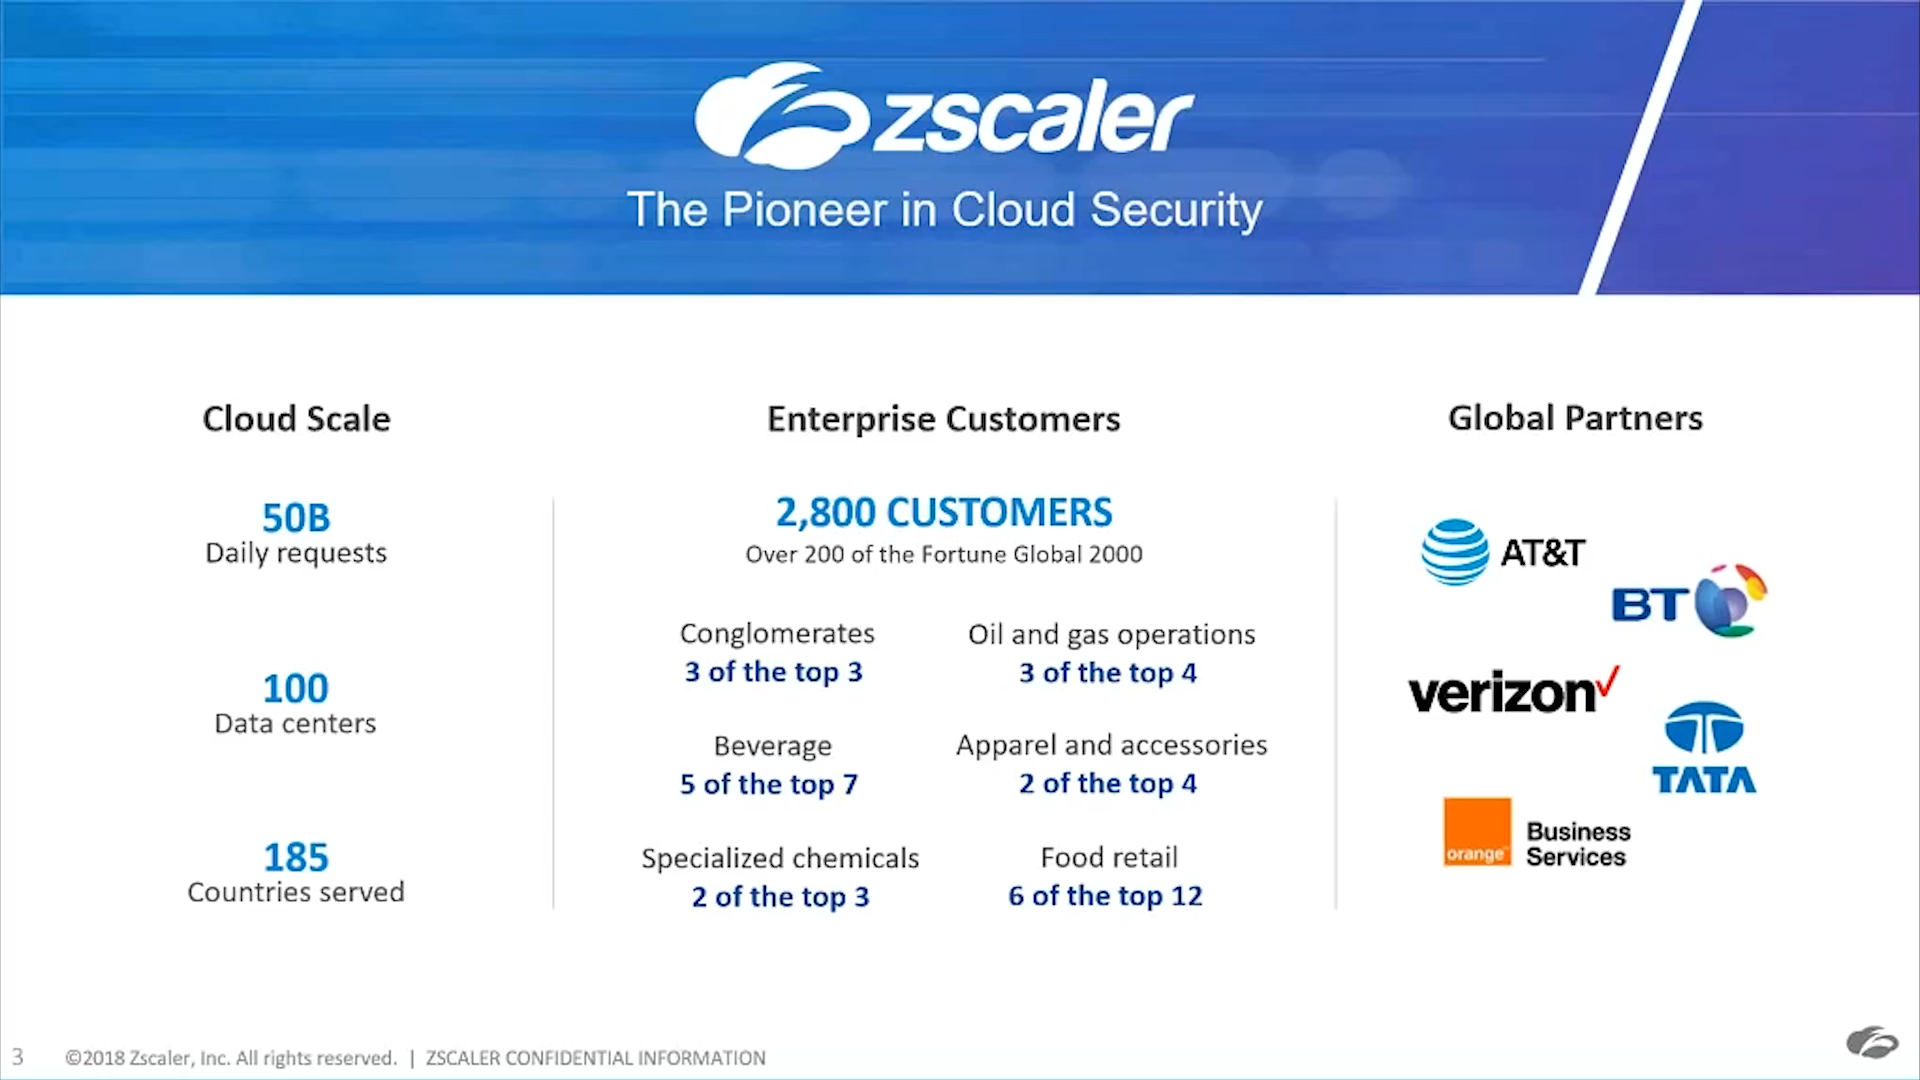 zscaler
The Pioneer in Cloud Security
Cloud Scale
50B
Daily requests
100
Data centers
185
Countries served
Enterprise Customers
2,800 CUSTOMERS
Over 200 of the Fortune Global 2000
Conglomerates
3 of the top 3
Oil and gas operations
3 of the top 4
Beverage
5 of the top 7
Apparel and accessories
2 of the top 4
Specialized chemicals
2 of the top 3
Food retail
6 of the top 12
Global Partners
AT&T
BT
verizon
TATA
orange™
Business
Services
3
©2018 Zscaler, Inc. All rights reserved. | ZSCALER CONFIDENTIAL INFORMATION